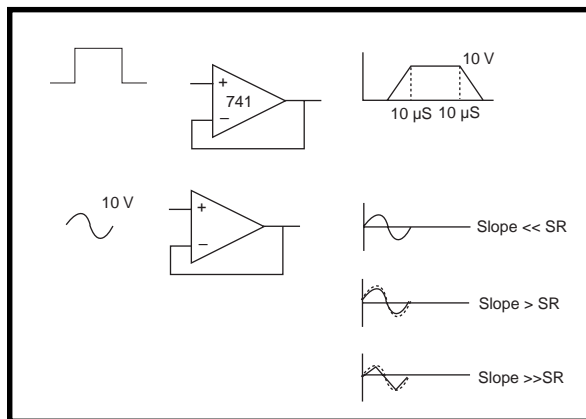 10 V
+
741
−
10 µS 10 µS
10 V
+
−
Slope << SR
Slope > SR
Slope >>SR